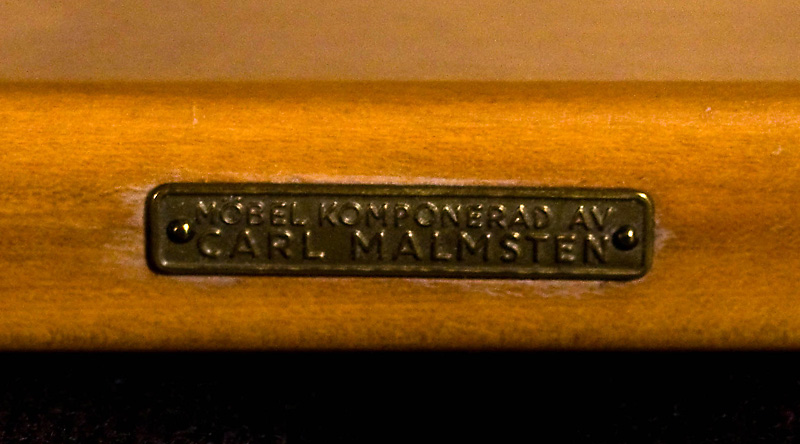 MÖBEL KOMPONERAD AV
CARL MALMSTEN